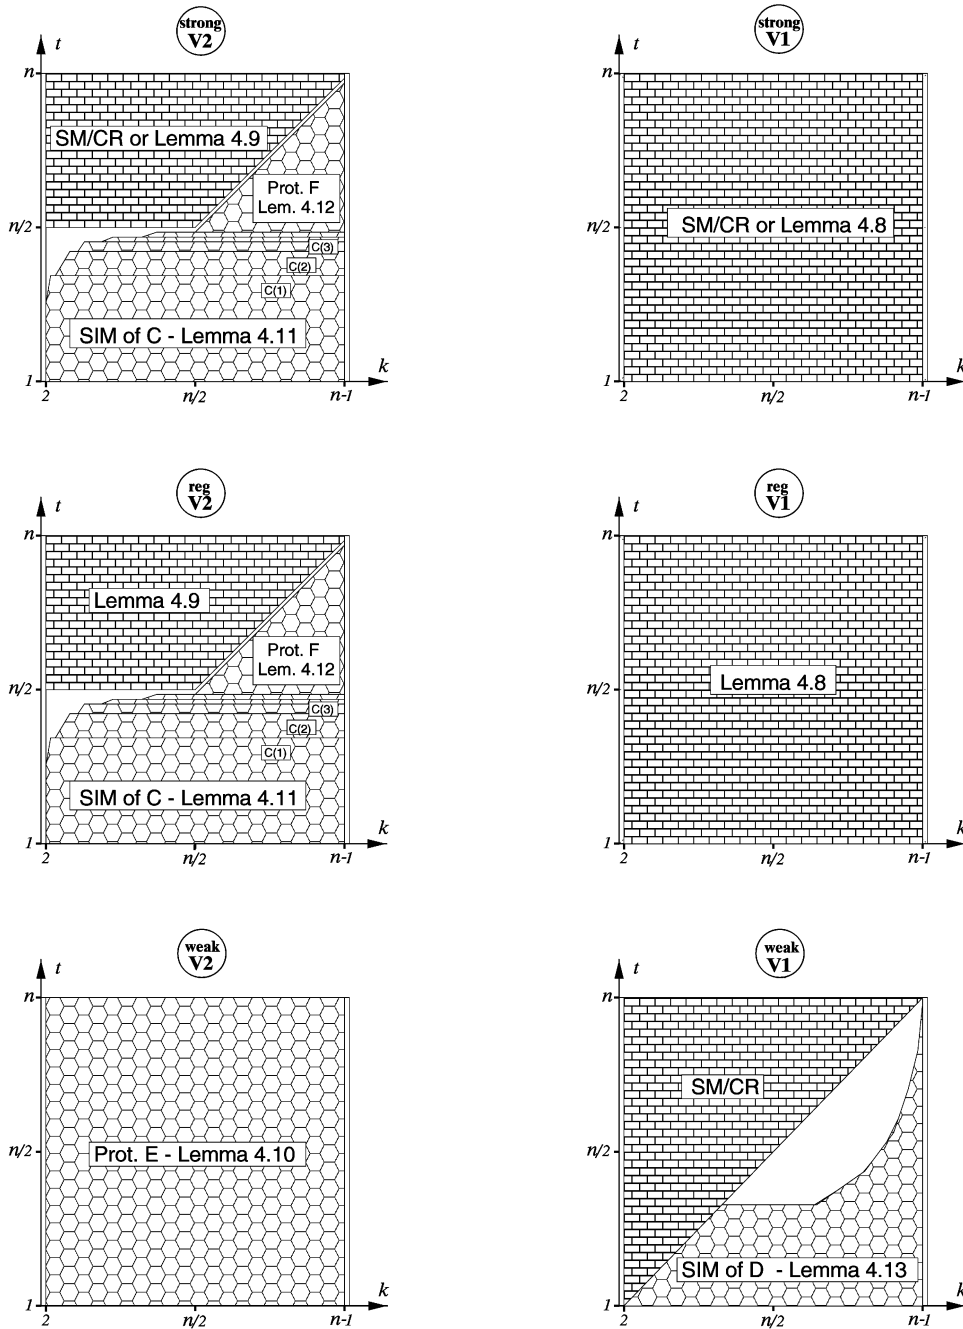 strong
V2
t
n
SM/CR or Lemma 4.9
Prot. F
Lem. 4.12
n/2
C(3)
C(2)
C(1)
SIM of C - Lemma 4.11
1
k
2
n/2
n-1
strong
V1
t
n
SM/CR or Lemma 4.8
n/2
1
k
2
n/2
n-1
reg
V2
t
n
Lemma 4.9
Prot. F
Lem. 4.12
n/2
C(3)
C(2)
C(1)
SIM of C - Lemma 4.11
1
k
2
n/2
n-1
reg
V1
t
n
Lemma 4.8
n/2
1
k
2
n/2
n-1
weak
V2
t
n
Prot. E - Lemma 4.10
n/2
1
k
2
n/2
n-1
weak
V1
t
n
SM/CR
n/2
SIM of D - Lemma 4.13
1
k
2
n/2
n-1